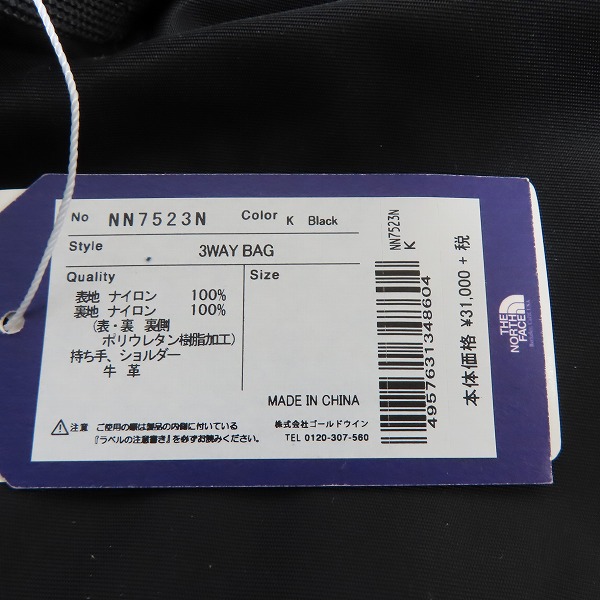 No NN7523N Color K Black
Style 3WAY BAG
Quality Size
表地 ナイロン 100%
裏地 ナイロン 100%
(表・裏 裏側
ポリウレタン樹脂加工)
持ち手、ショルダー
牛 革
MADE IN CHINA
注意 ご使用の際は製品の内側に付いている
『ラベルの注意書き』を必ずお読みください。
株式会社ゴールドウイン
TEL 0120-307-560
NN7523N
K
4957631348604
本体価格 ¥31,000 + 税
THE
NORTH
FACE